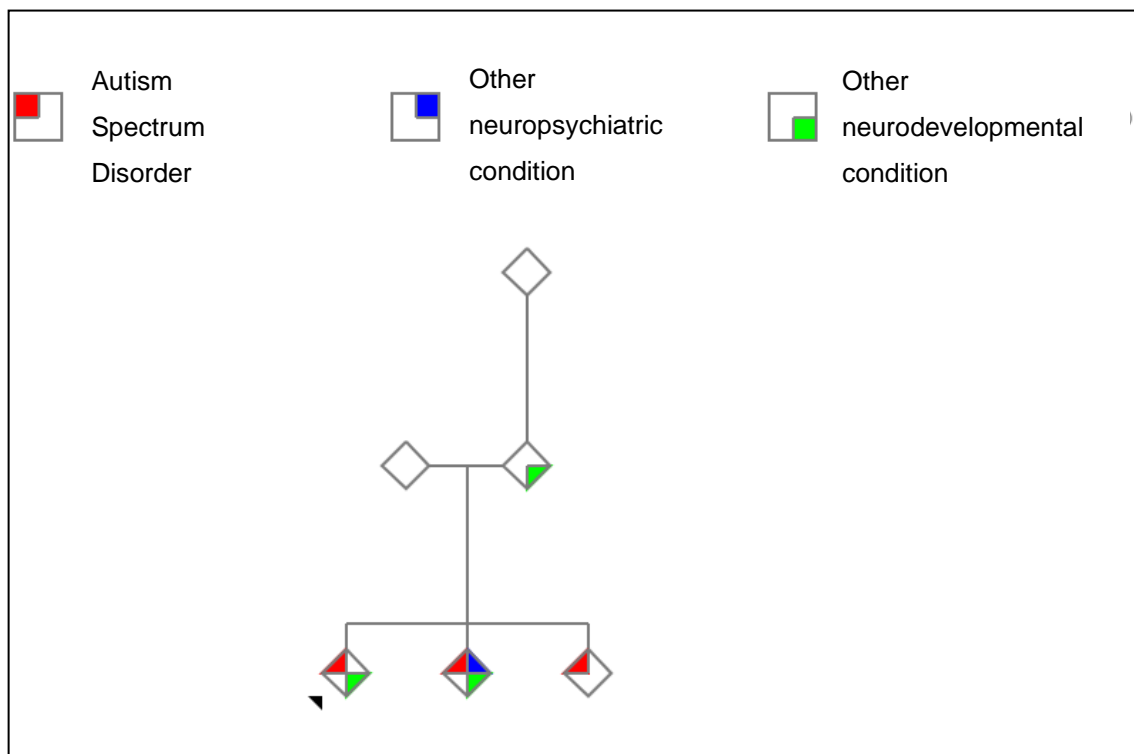 Autism
Spectrum
Disorder
Other
neuropsychiatric
condition
Other
neurodevelopmental
condition